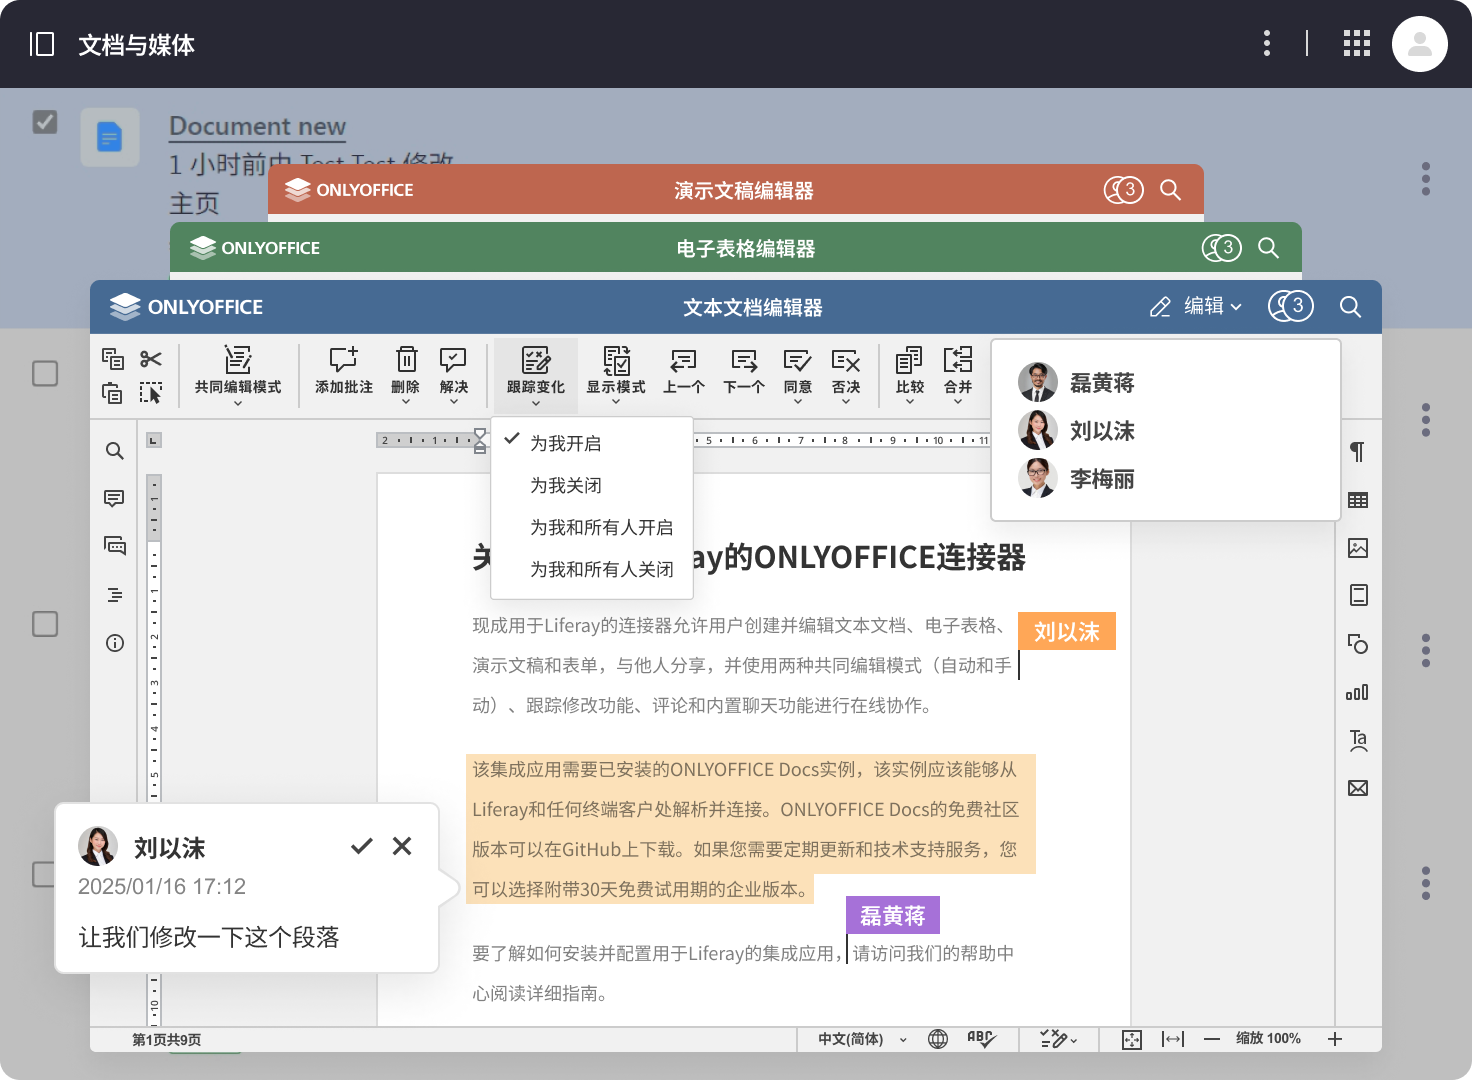 文档与媒体
Document new
1 小时前由 Test Test 修改
主页
ONLYOFFICE
演示文稿编辑器
3
ONLYOFFICE
电子表格编辑器
3
ONLYOFFICE
文本文档编辑器
编辑
3
共同编辑模式
添加批注
删除
解决
跟踪变化
显示模式
上一个
下一个
同意
否决
比较
合并
磊黄蒋
刘以沫
李梅丽
为我开启
为我关闭
为我和所有人开启
为我和所有人关闭
2 1 5 6 7 8 9 10 11
1 1 2 3 4 5 10
关 ay的ONLYOFFICE连接器
现成用于Liferay的连接器允许用户创建并编辑文本文档、电子表格、
刘以沫
演示文稿和表单，与他人分享，并使用两种共同编辑模式（自动和手
动）、跟踪修改功能、评论和内置聊天功能进行在线协作。
该集成应用需要已安装的ONLYOFFICE Docs实例，该实例应该能够从
Liferay和任何终端客户处解析并连接。ONLYOFFICE Docs的免费社区
版本可以在GitHub上下载。如果您需要定期更新和技术支持服务，您
可以选择附带30天免费试用期的企业版本。
磊黄蒋
要了解如何安装并配置用于Liferay的集成应用，请访问我们的帮助中
心阅读详细指南。
刘以沫
2025/01/16 17:12
让我们修改一下这个段落
Ta
第1页共9页
中文(简体)
ABC
缩放 100%